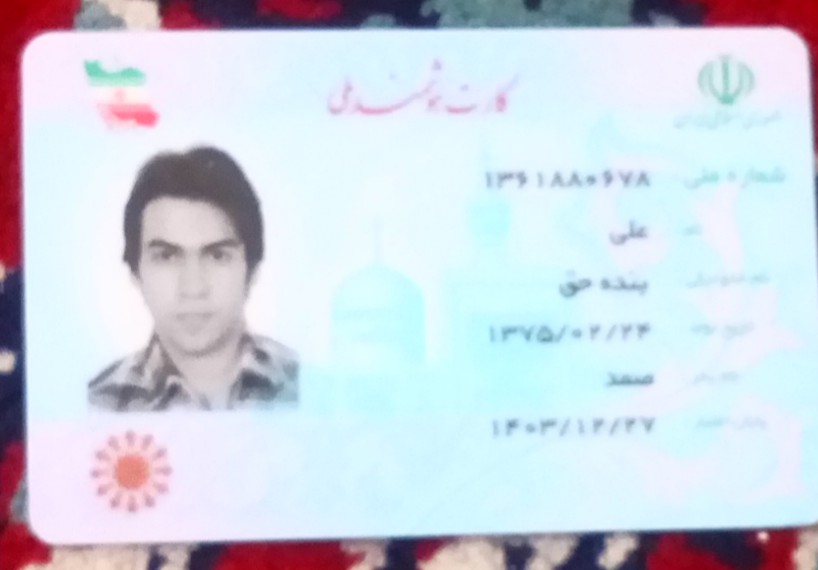 کارت هوشمند ملی
شماره ملی ۱۳۶۱۸۸۰۶۷۸
نام علی
نام خانوادگی بنده حق
تاریخ تولد ۱۳۷۵/۰۲/۲۴
نام پدر صمد
پایان اعتبار ۱۴۰۳/۱۲/۲۷